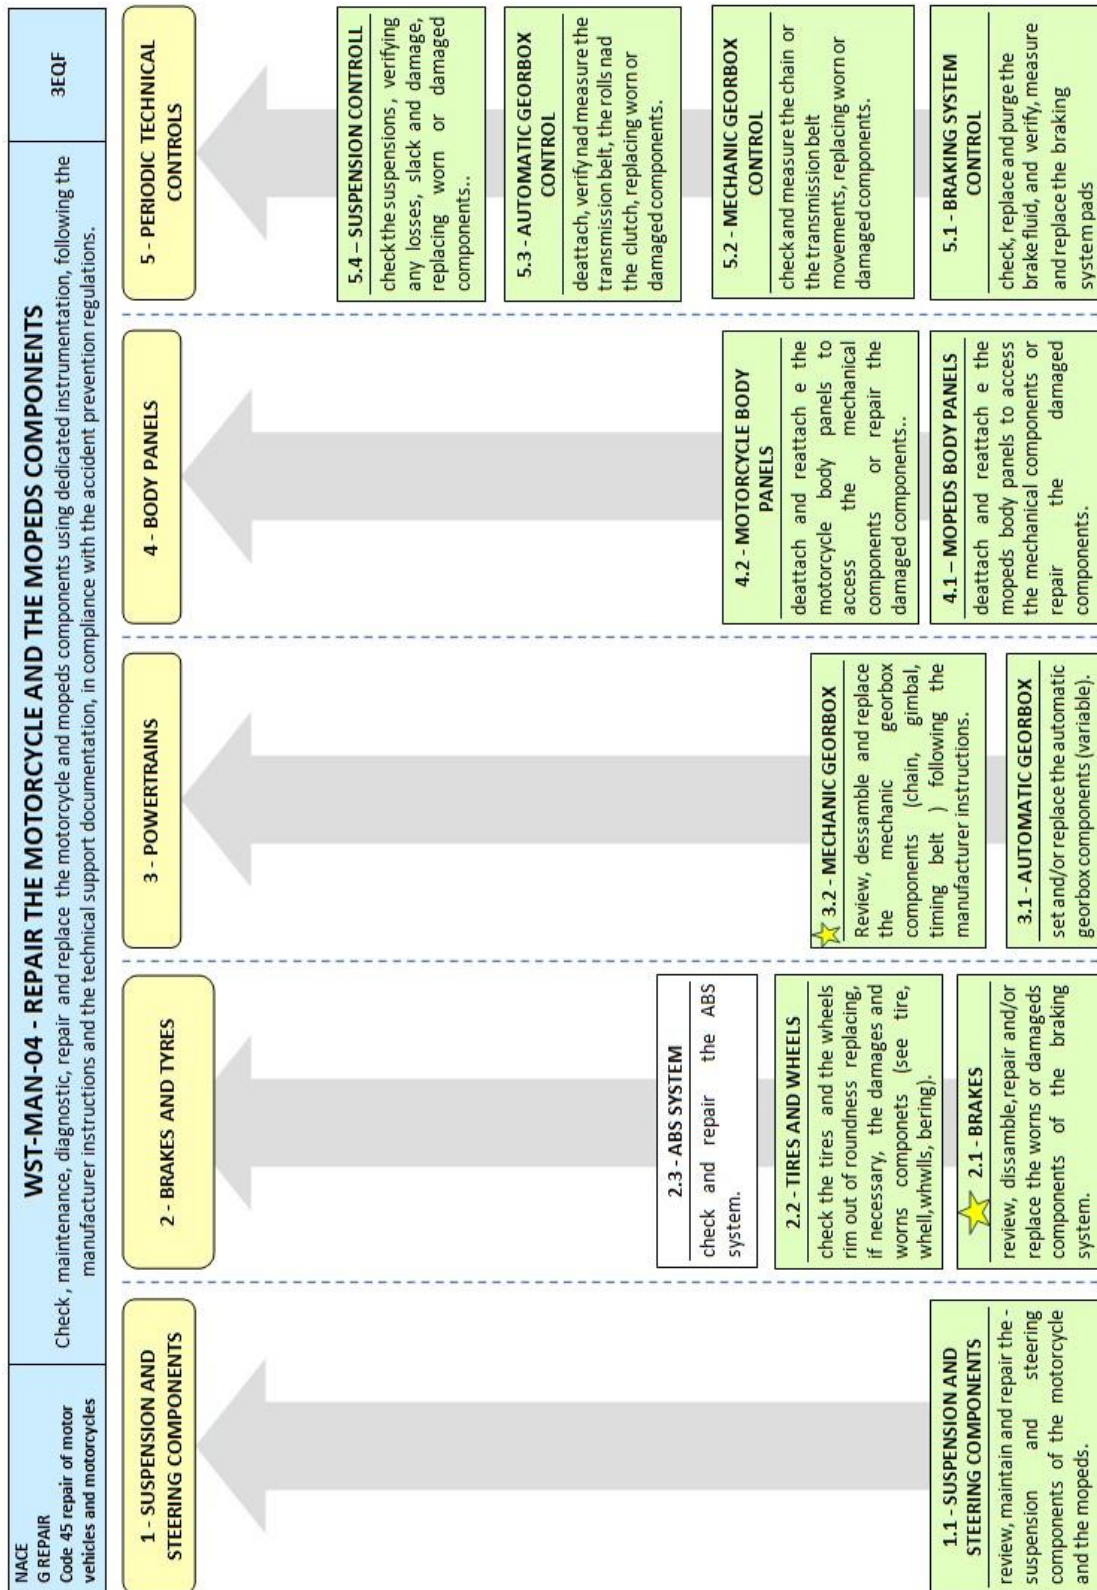 NACE
G REPAIR
Code 45 repair of motor
vehicles and motorcycles
WST-MAN-04 - REPAIR THE MOTORCYCLE AND THE MOPEDS COMPONENTS
Check , maintenance, diagnostic, repair and replace the motorcycle and mopeds components using dedicated instrumentation, following the
manufacturer instructions and the technical support documentation, in compliance with the accident prevention regulations.
3EQF
1 - SUSPENSION AND
STEERING COMPONENTS
1.1 - SUSPENSION AND
STEERING COMPONENTS
review, maintain and repair the -
suspension and steering
components of the motorcycle
and the mopeds.
2 - BRAKES AND TYRES
2.3 - ABS SYSTEM
check and repair the ABS
system.
2.2 - TIRES AND WHEELS
check the tires and the wheels
rim out of roundness replacing,
if necessary, the damages and
worns componets (see tire,
whell,whwlls, bering).
2.1 - BRAKES
review, dissamble,repair and/or
replace the worns or damageds
components of the braking
system.
3 - POWERTRAINS
3.2 - MECHANIC GEORBOX
Review, dessamble and replace
the mechanic georbox
components (chain, gimbal,
timing belt ) following the
manufacturer instructions.
3.1 - AUTOMATIC GEORBOX
set and/or replace the automatic
georbox components (variable).
4 - BODY PANELS
4.2 - MOTORCYCLE BODY
PANELS
deattach and reattach e the
motorcycle body panels to
access the mechanical
components or repair the
damaged components..
4.1 – MOPEDS BODY PANELS
deattach and reattach e the
mopeds body panels to access
the mechanical components or
repair the damaged
components.
5 - PERIODIC TECHNICAL
CONTROLS
5.4 – SUSPENSION CONTROLL
check the suspensions , verifying
any losses, slack and damage,
replacing worn or damaged
components..
5.3 - AUTOMATIC GEORBOX
CONTROL
deattach, verify nad measure the
transmission belt, the rolls nad
the clutch, replacing worn or
damaged components.
5.2 - MECHANIC GEORBOX
CONTROL
check and measure the chain or
the transmission belt
movements, replacing worn or
damaged components.
5.1 - BRAKING SYSTEM
CONTROL
check, replace and purge the
brake fluid, and verify, measure
and replace the braking
system pads